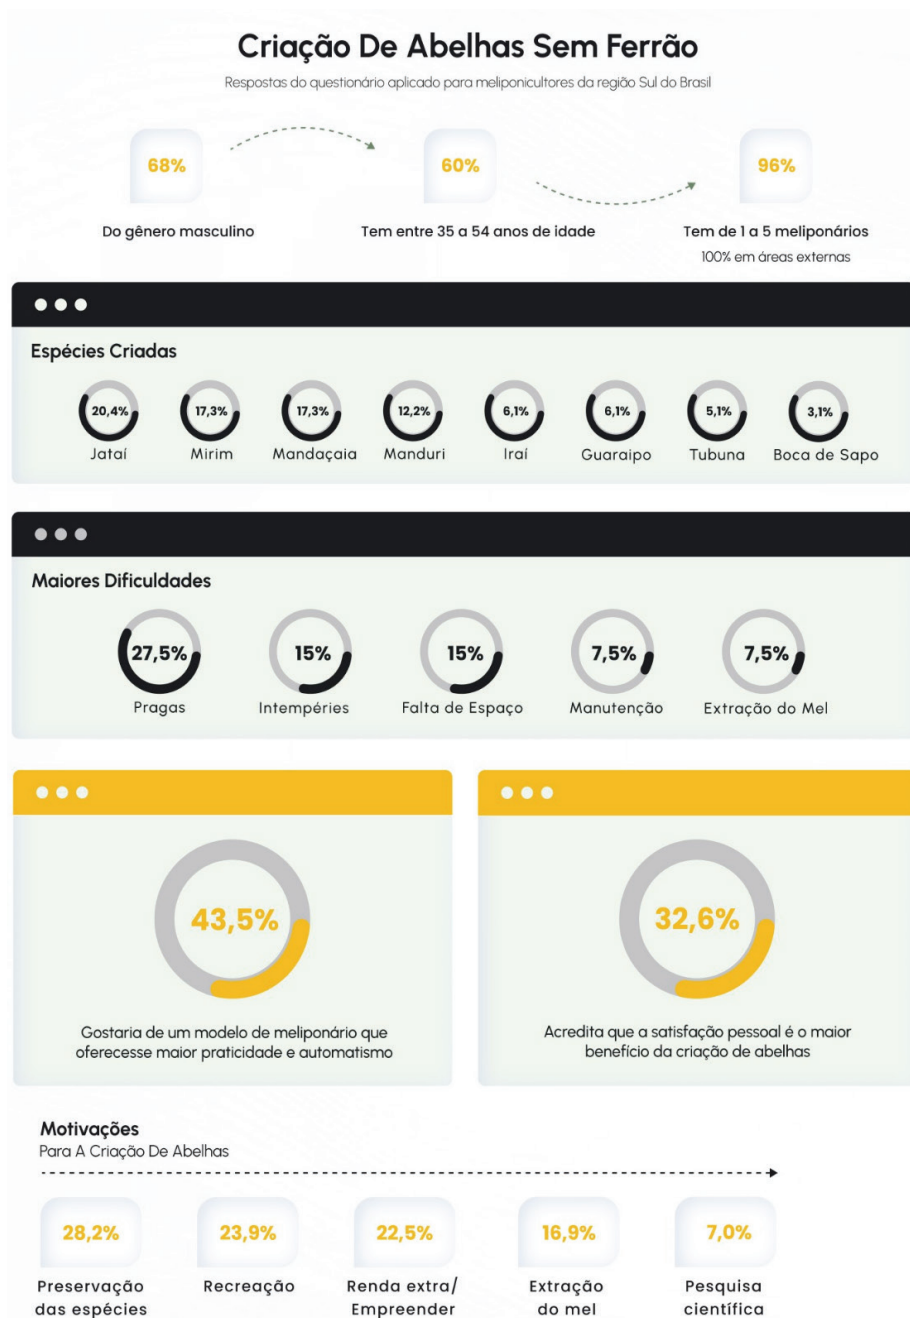 Criação De Abelhas Sem Ferrão
Respostas do questionário aplicado para meliponicultores da região Sul do Brasil
68%
60%
96%
Do gênero masculino
Tem entre 35 a 54 anos de idade
Tem de 1 a 5 meliponários
100% em áreas externas
Espécies Criadas
20,4%
17,3%
17,3%
12,2%
6,1%
6,1%
5,1%
3,1%
Jataí
Mirim
Mandaçaia
Manduri
Iraí
Guaraipo
Tubuna
Boca de Sapo
Maiores Dificuldades
27,5%
15%
15%
7,5%
7,5%
Pragas
Intempéries
Falta de Espaço
Manutenção
Extração do Mel
43,5%
Gostaria de um modelo de meliponário que
oferecesse maior praticidade e automatismo
32,6%
Acredita que a satisfação pessoal é o maior
benefício da criação de abelhas
Motivações
Para A Criação De Abelhas
28,2%
23,9%
22,5%
16,9%
7,0%
Preservação
das espécies
Recreação
Renda extra/
Empreender
Extração
do mel
Pesquisa
científica